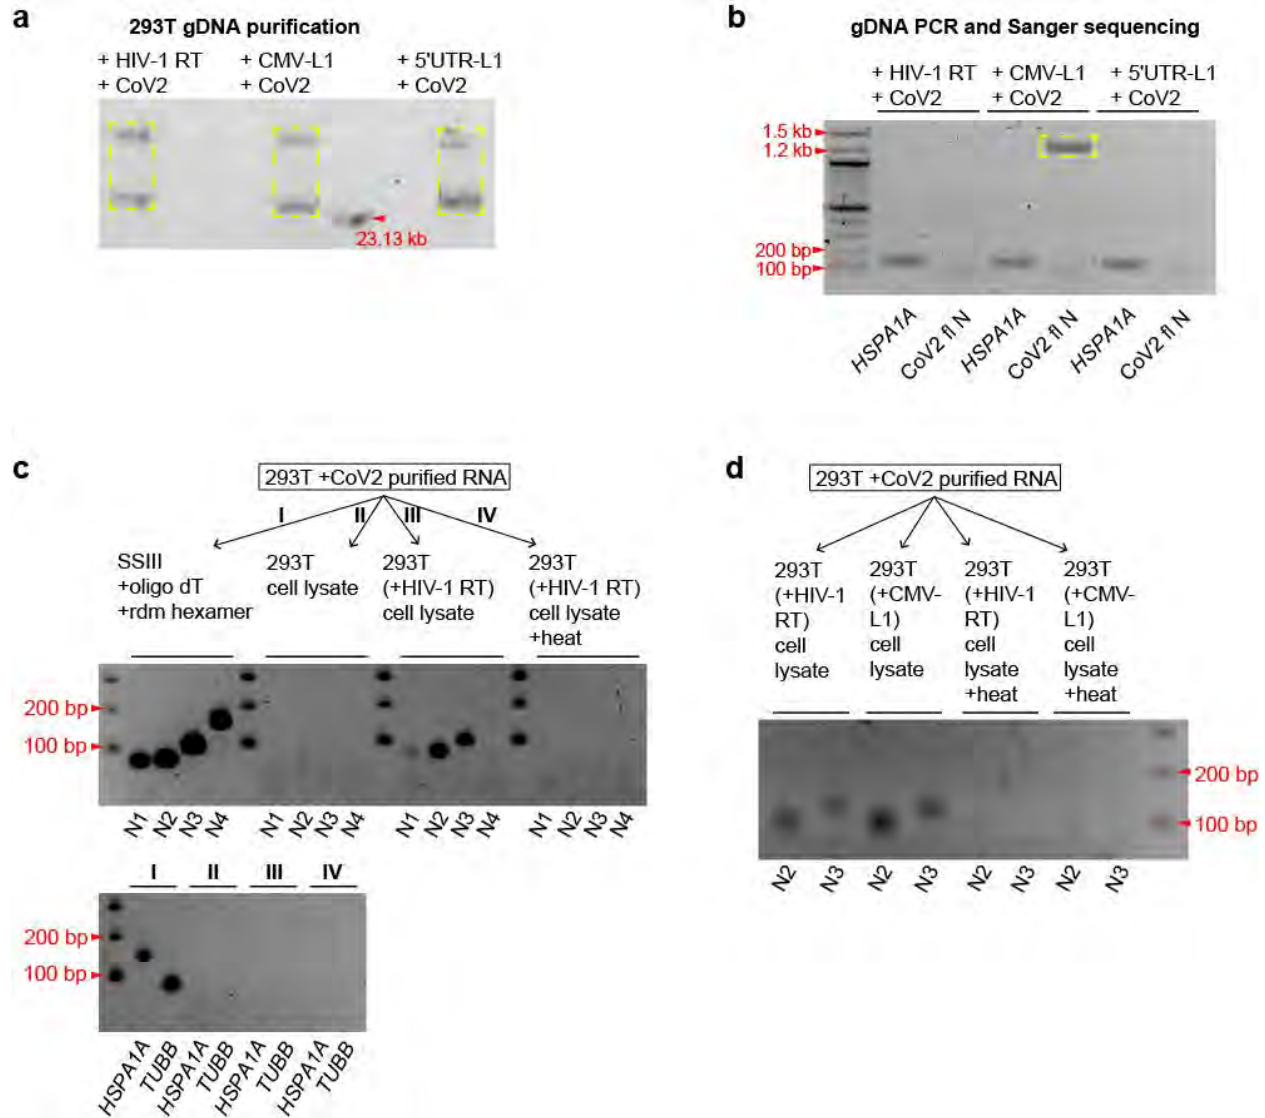 a
293T gDNA purification
+ HIV-1 RT
+ CoV2
+ CMV-L1
+ CoV2
+ 5'UTR-L1
+ CoV2
23.13 kb
b
gDNA PCR and Sanger sequencing
+ HIV-1 RT
+ CoV2
+ CMV-L1
+ CoV2
+ 5'UTR-L1
+ CoV2
1.5 kb
1.2 kb
200 bp
100 bp
HSPA1A
CoV2 fl N
HSPA1A
CoV2 fl N
HSPA1A
CoV2 fl N
c
293T +CoV2 purified RNA
I II III IV
SSIII
+oligo dT
+rdm hexamer
293T
cell lysate
293T
(+HIV-1 RT)
cell lysate
293T
(+HIV-1 RT)
cell lysate
+heat
200 bp
100 bp
N1 N2 N3 N4 N1 N2 N3 N4 N1 N2 N3 N4 N1 N2 N3 N4
I II III IV
200 bp
100 bp
HSPA1A
TUBB
HSPA1A
TUBB
HSPA1A
TUBB
HSPA1A
TUBB
d
293T +CoV2 purified RNA
293T
(+HIV-1
RT)
cell
lysate
293T
(+CMV-
L1)
cell
lysate
293T
(+HIV-1
RT)
cell
lysate
+heat
293T
(+CMV-
L1)
cell
lysate
+heat
200 bp
100 bp
N2 N3 N2 N3 N2 N3 N2 N3